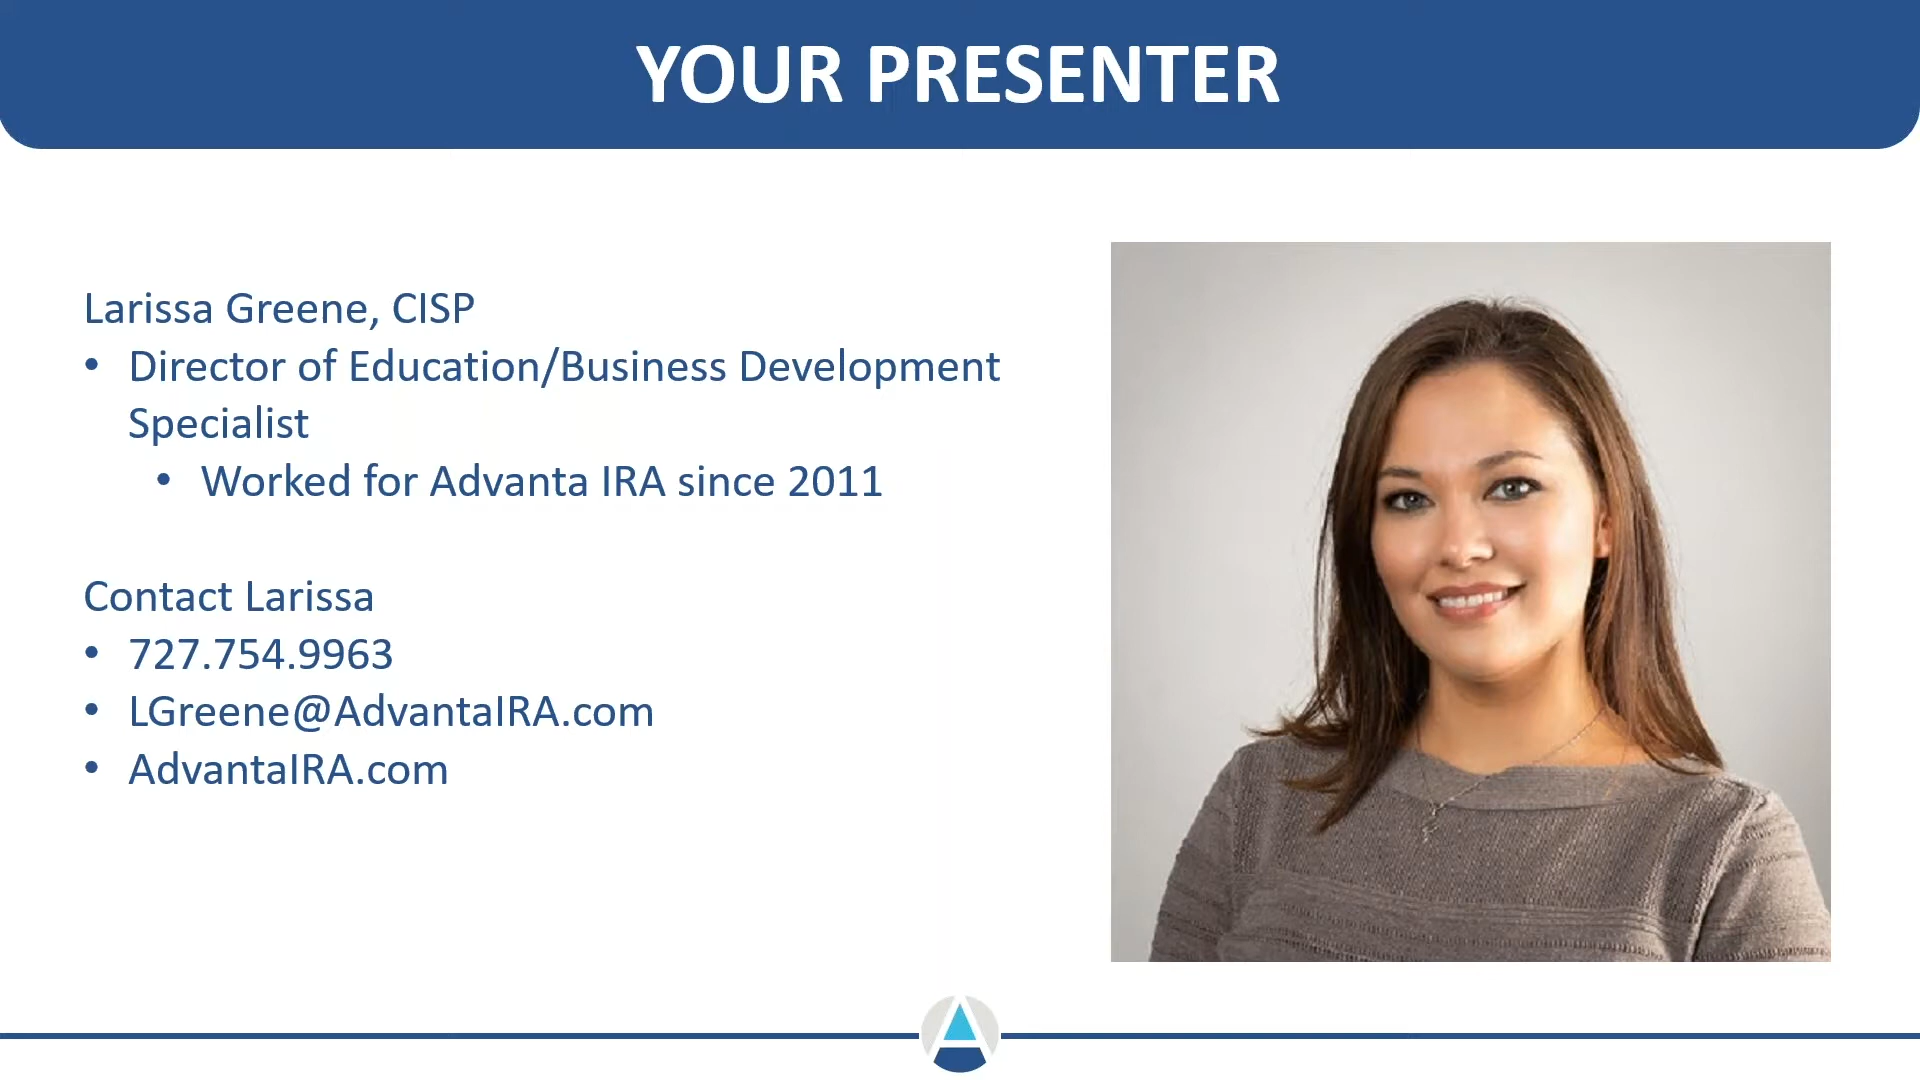 YOUR PRESENTER
Larissa Greene, CISP
• Director of Education/Business Development
Specialist
• Worked for Advanta IRA since 2011
Contact Larissa
• 727.754.9963
• LGreene@AdvantaIRA.com
• AdvantaIRA.com